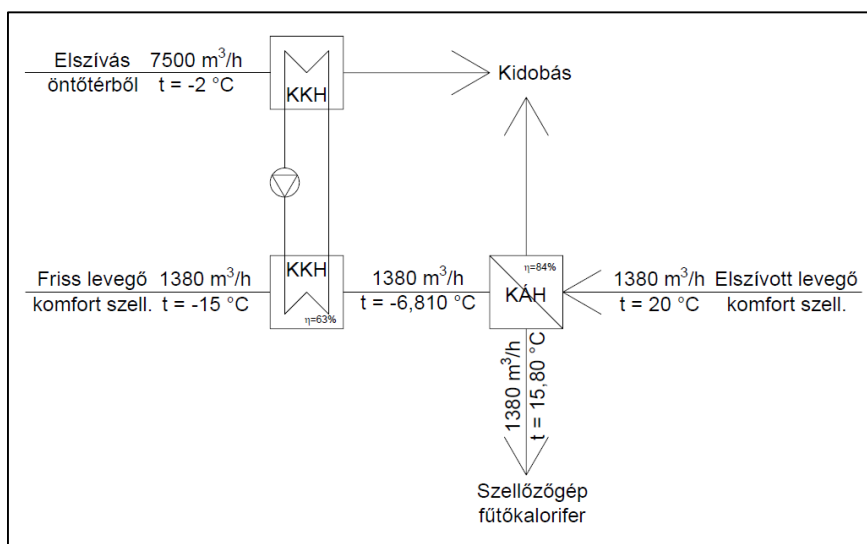 Elszívás 7500 m³/h
öntőtérből t = -2 °C
KKH
Kidobás
Friss levegő 1380 m³/h
komfort szell. t = -15 °C
KKH
η=63%
1380 m³/h
t = -6,810 °C
η=84%
KÁH
1380 m³/h Elszívott levegő
t = 20 °C komfort szell.
1380 m³/h
t = 15,80 °C
Szellőzőgép
fűtőkalorifer